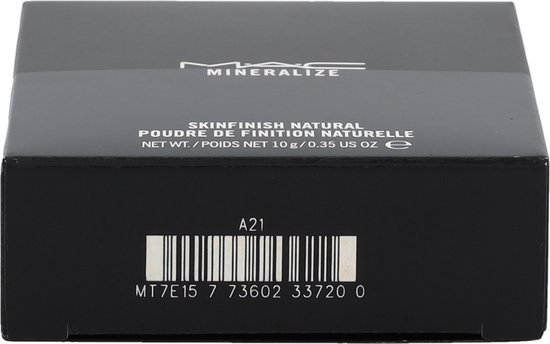 MAC
MINERALIZE
SKINFINISH NATURAL
POUDRE DE FINITION NATURELLE
NET WT. / POIDS NET 10 g / 0.35 US OZ ℮
A21
MT7E15 7 73602 33720 0